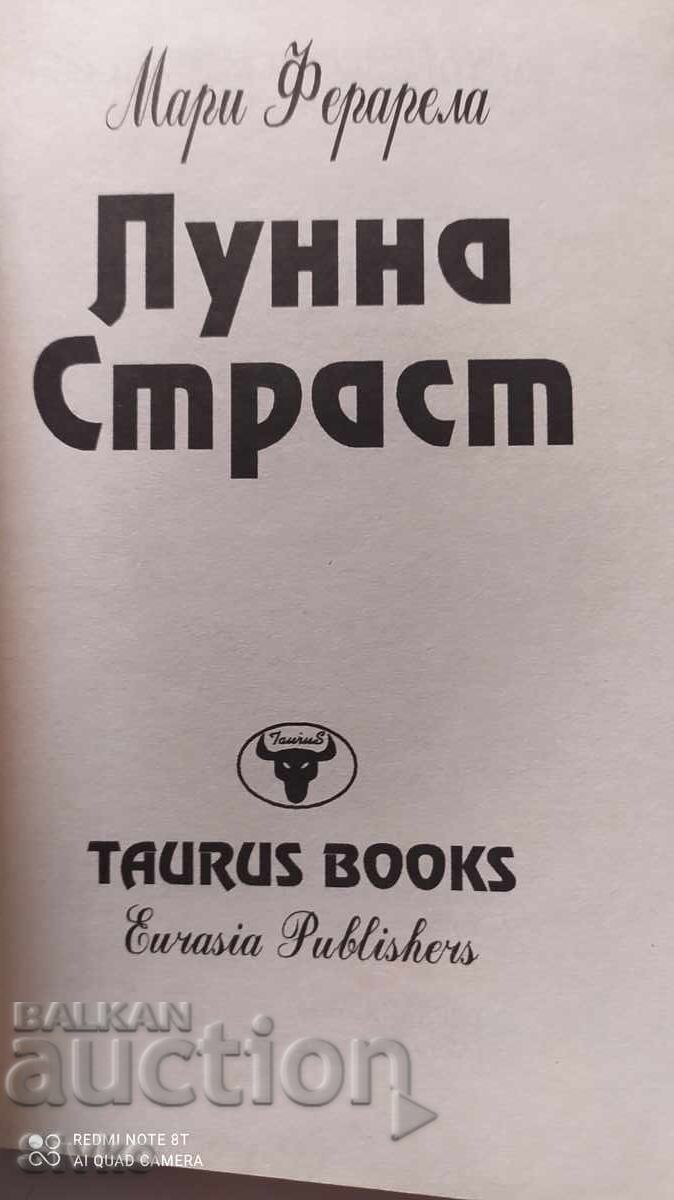 Мари Ферарела
Лунна
Страст
Taurus
TAURUS BOOKS
Eurasia Publishers
BALKAN
auction
REDMI NOTE 8T
AI QUAD CAMERA